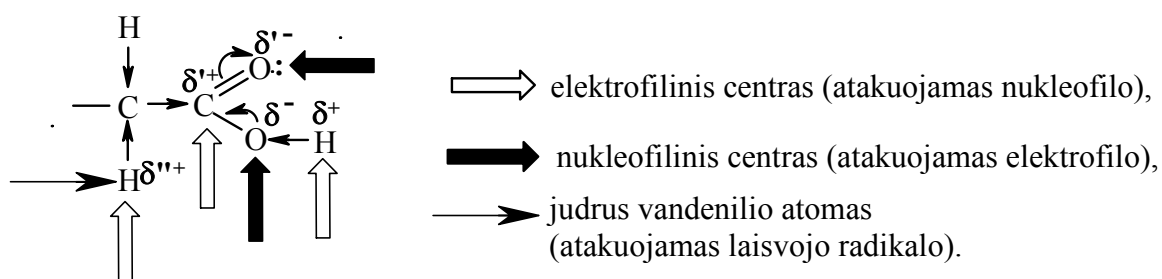 H
δ'-
δ'+ O:
C C δ- δ+
O H
H δ''+
elektrofilinis centras (atakuojamas nukleofilo),
nukleofilinis centras (atakuojamas elektrofilo),
judrus vandenilio atomas
(atakuojamas laisvojo radikalo).